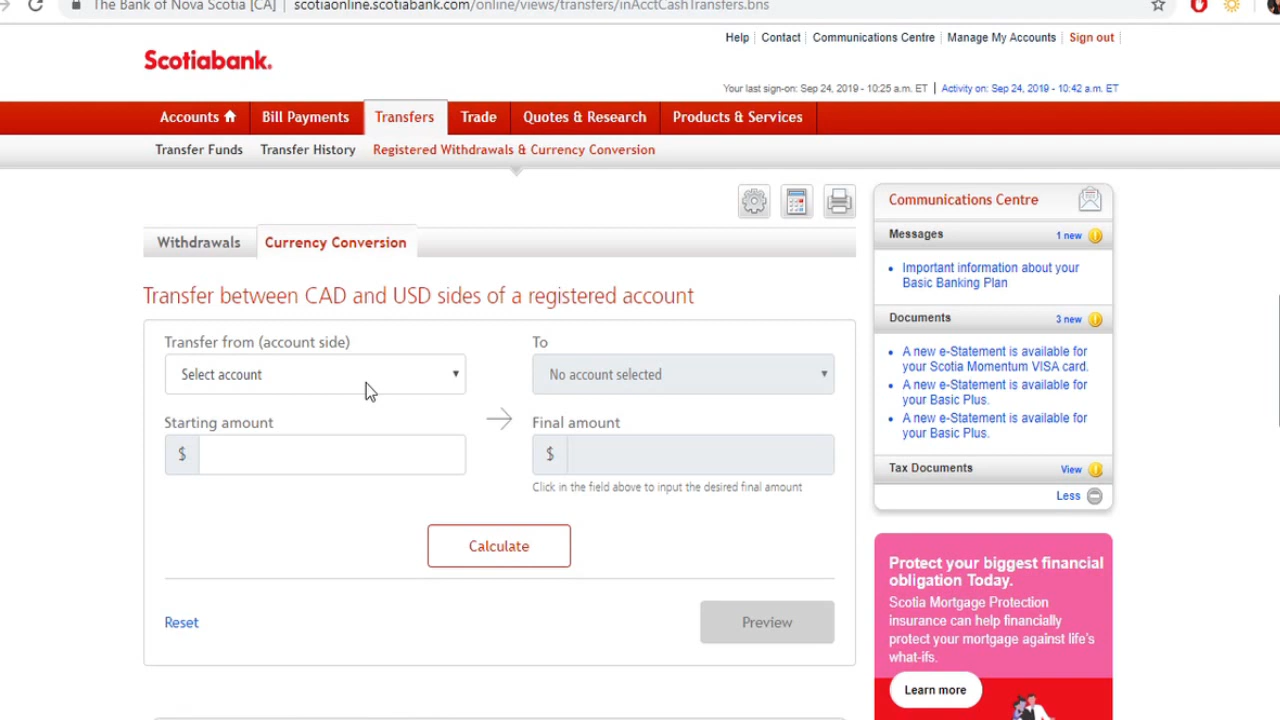 The Bank of Nova Scotia [CA] | scotiaonline.scotiabank.com/online/views/transfers/inAcctCashTransfers.bns
Help | Contact | Communications Centre | Manage My Accounts | Sign out |
Scotiabank.
Your last sign-on: Sep 24, 2019 - 10:25 a.m. ET | Activity on: Sep 24, 2019 - 10:42 a.m. ET
Accounts Bill Payments Transfers Trade Quotes & Research Products & Services
Transfer Funds Transfer History Registered Withdrawals & Currency Conversion
Withdrawals Currency Conversion
Transfer between CAD and USD sides of a registered account
Transfer from (account side) To
Select account No account selected
Starting amount Final amount
$ $
Click in the field above to input the desired final amount
Calculate
Reset Preview
Communications Centre
Messages 1 new
• Important information about your
Basic Banking Plan
Documents 3 new
• A new e-Statement is available for
your Scotia Momentum VISA card.
• A new e-Statement is available for
your Basic Plus.
• A new e-Statement is available for
your Basic Plus.
Tax Documents View
Less
Protect your biggest financial
obligation Today.
Scotia Mortgage Protection
insurance can help financially
protect your mortgage against life's
what-ifs.
Learn more